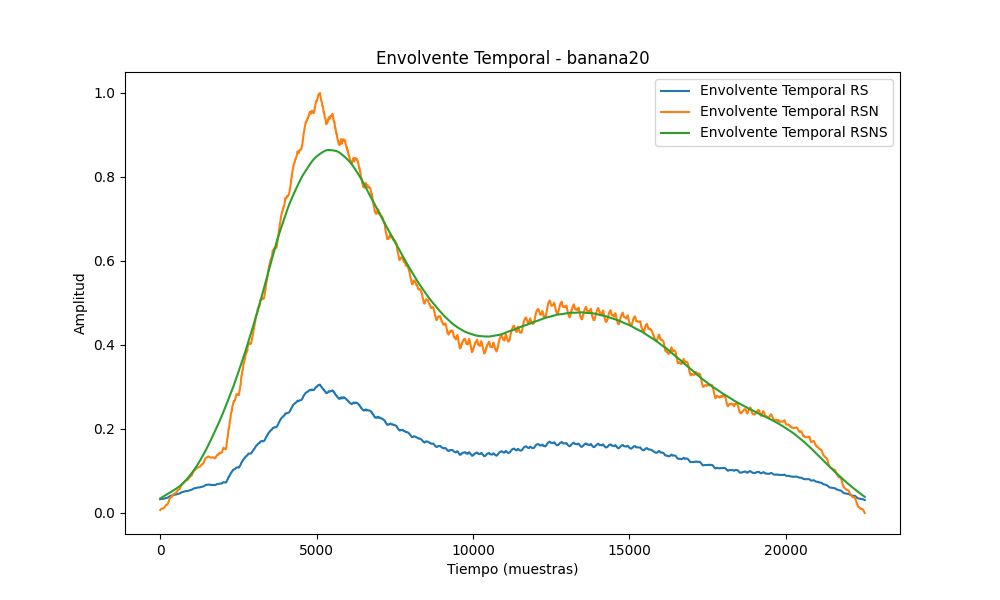 Envolvente Temporal - banana20
Envolvente Temporal RS
Envolvente Temporal RSN
Envolvente Temporal RSNS
Amplitud
1.0
0.8
0.6
0.4
0.2
0.0
0 5000 10000 15000 20000
Tiempo (muestras)